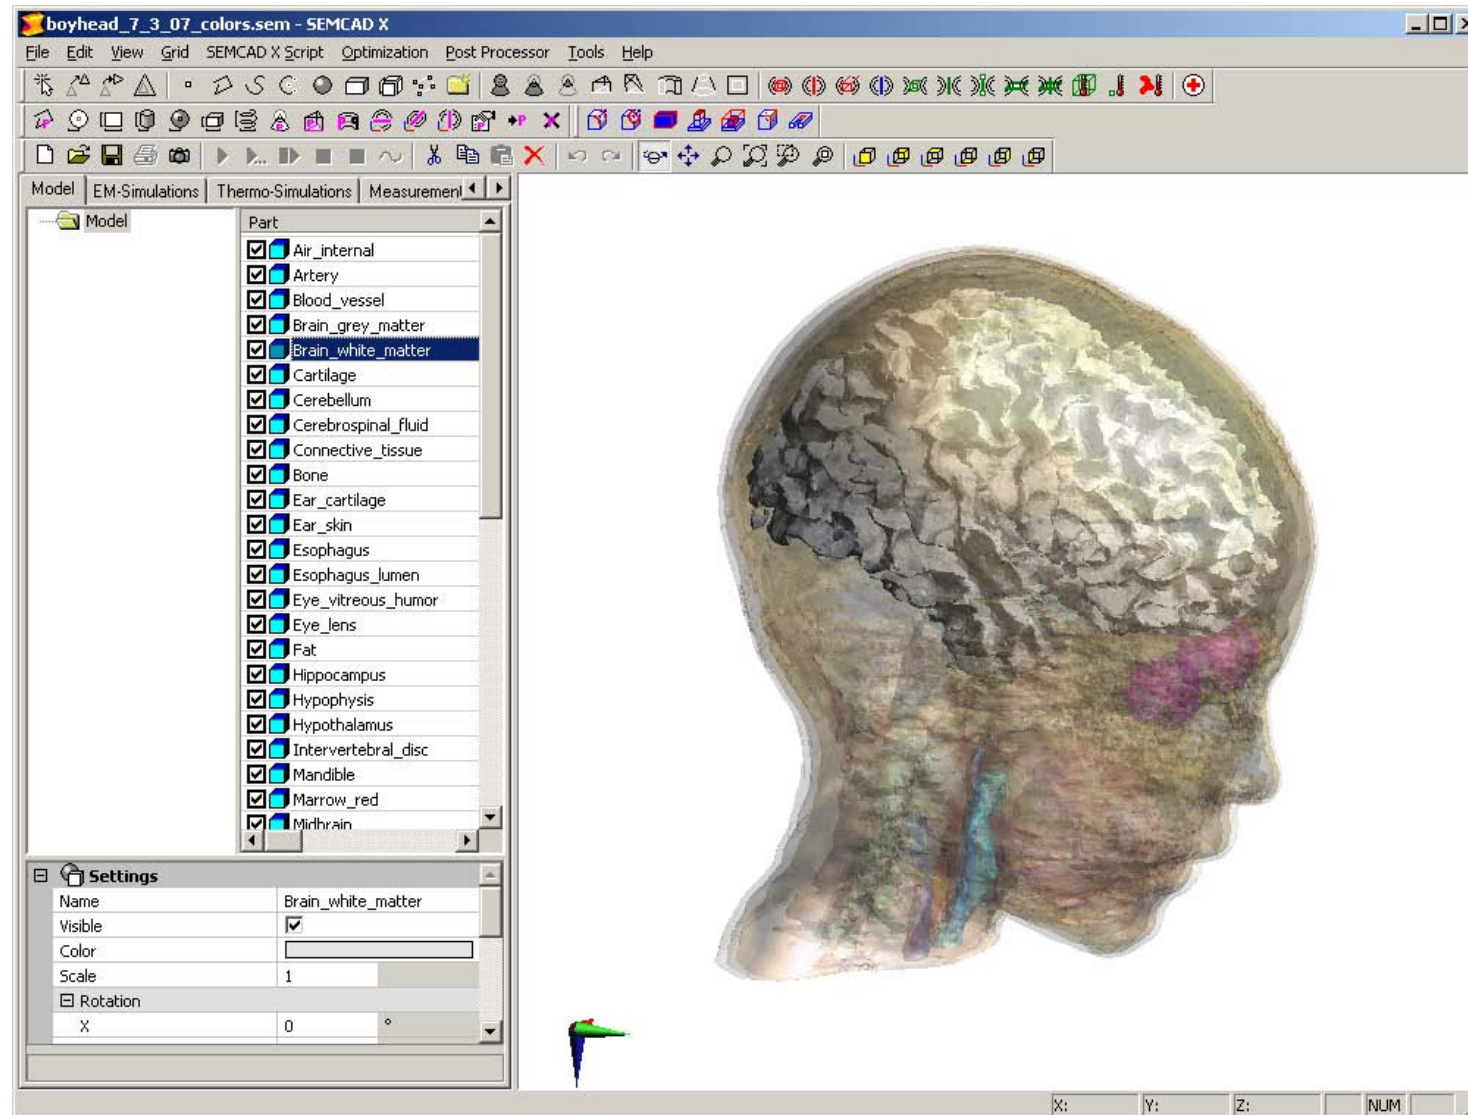 boyhead_7_3_07_colors.sem - SEMCAD X
File Edit View Grid SEMCAD X Script Optimization Post Processor Tools Help
Model EM-Simulations Thermo-Simulations Measurement
Model
Part
Air_internal
Artery
Blood_vessel
Brain_grey_matter
Brain_white_matter
Cartilage
Cerebellum
Cerebrospinal_fluid
Connective_tissue
Bone
Ear_cartilage
Ear_skin
Esophagus
Esophagus_lumen
Eye_vitreous_humor
Eye_lens
Fat
Hippocampus
Hypophysis
Hypothalamus
Intervertebral_disc
Mandible
Marrow_red
Midbrain
Settings
Name Brain_white_matter
Visible
Color
Scale 1
Rotation
X 0 °
X: Y: Z: NUM